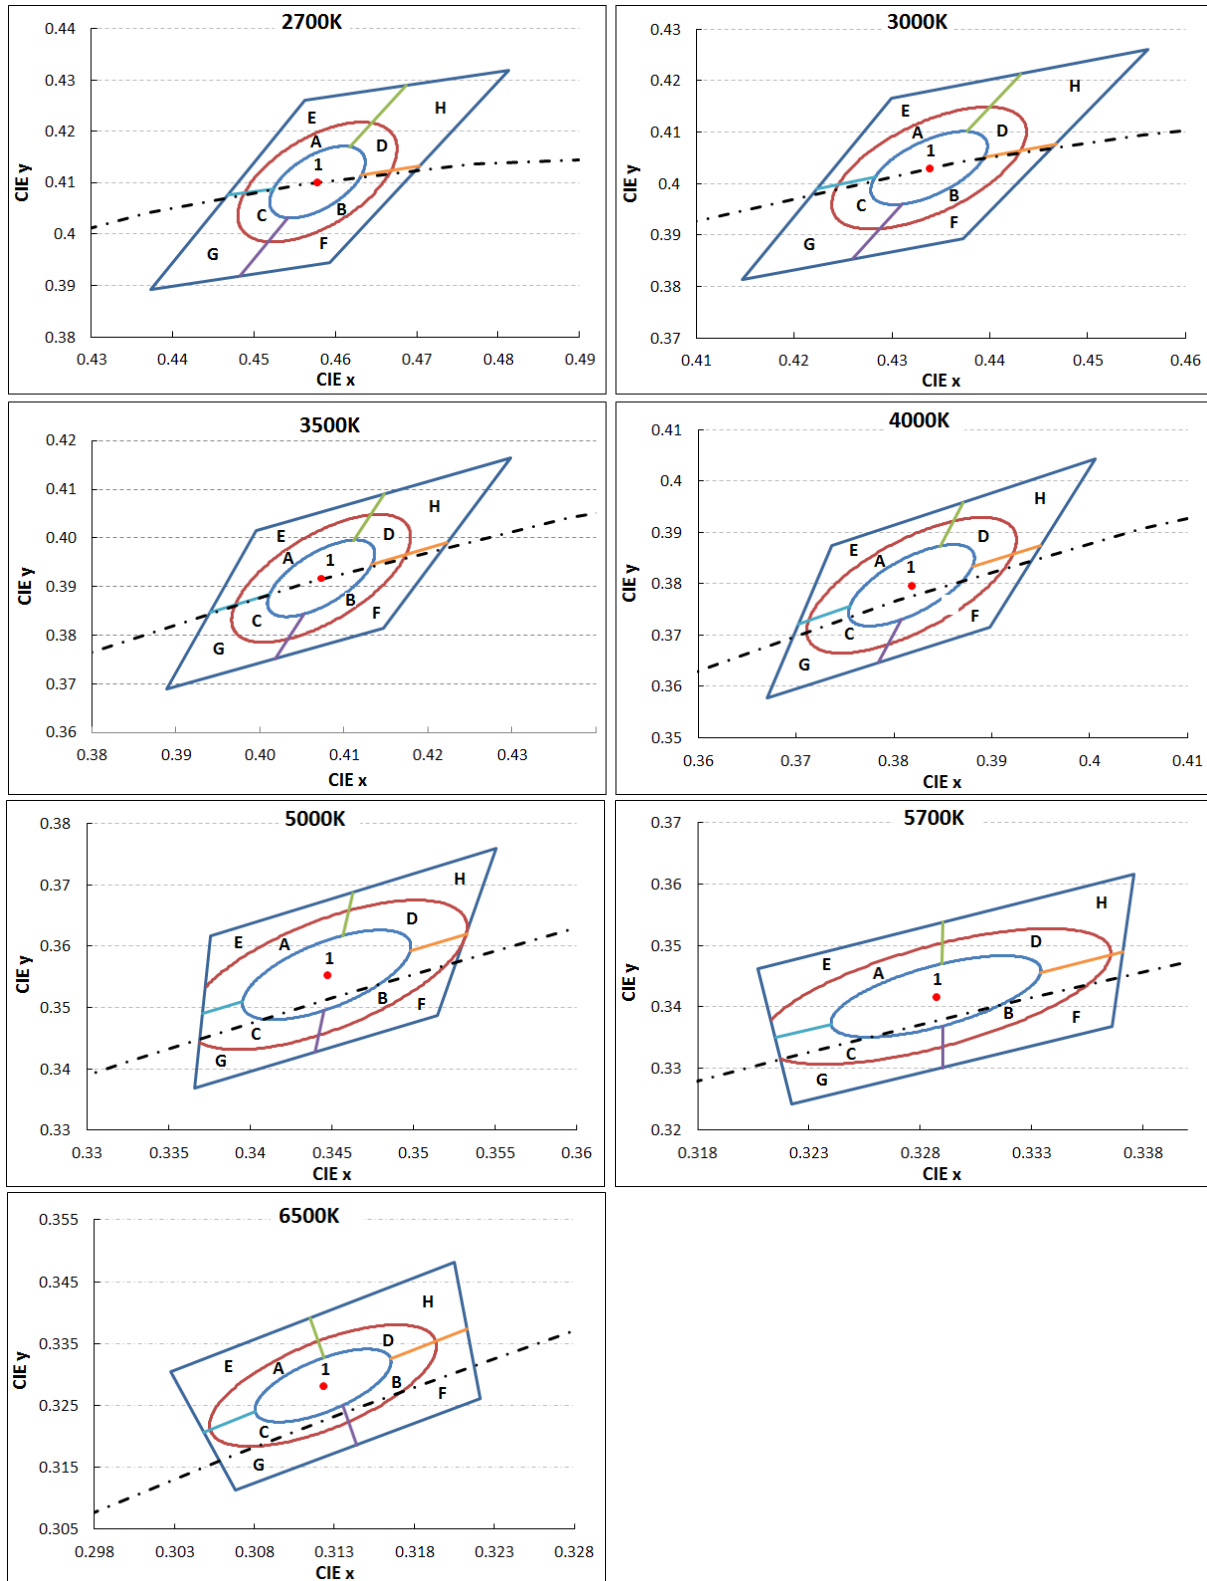 2700K
0.44
0.43
0.42
0.41
0.4
0.39
0.38
CIE y
E
H
A
D
1
C
B
G
F
0.43 0.44 0.45 0.46 0.47 0.48 0.49
CIE x
3000K
0.43
0.42
0.41
0.4
0.39
0.38
0.37
CIE y
H
E
A
D
1
C
B
F
G
0.41 0.42 0.43 0.44 0.45 0.46
CIE x
3500K
0.42
0.41
0.40
0.39
0.38
0.37
0.36
CIE y
H
E
D
A
1
B
C
F
G
0.38 0.39 0.40 0.41 0.42 0.43
CIE x
4000K
0.41
0.4
0.39
0.38
0.37
0.36
0.35
CIE y
H
E
D
A
1
B
C
F
G
0.36 0.37 0.38 0.39 0.4 0.41
CIE x
5000K
0.38
0.37
0.36
0.35
0.34
0.33
CIE y
H
E
A
D
1
B
C
F
G
0.33 0.335 0.34 0.345 0.35 0.355 0.36
CIE x
5700K
0.37
0.36
0.35
0.34
0.33
0.32
CIE y
H
E
D
A
1
B
F
C
G
0.318 0.323 0.328 0.333 0.338
CIE x
6500K
0.355
0.345
0.335
0.325
0.315
0.305
CIE y
H
E
A
D
1
B
F
C
G
0.298 0.303 0.308 0.313 0.318 0.323 0.328
CIE x